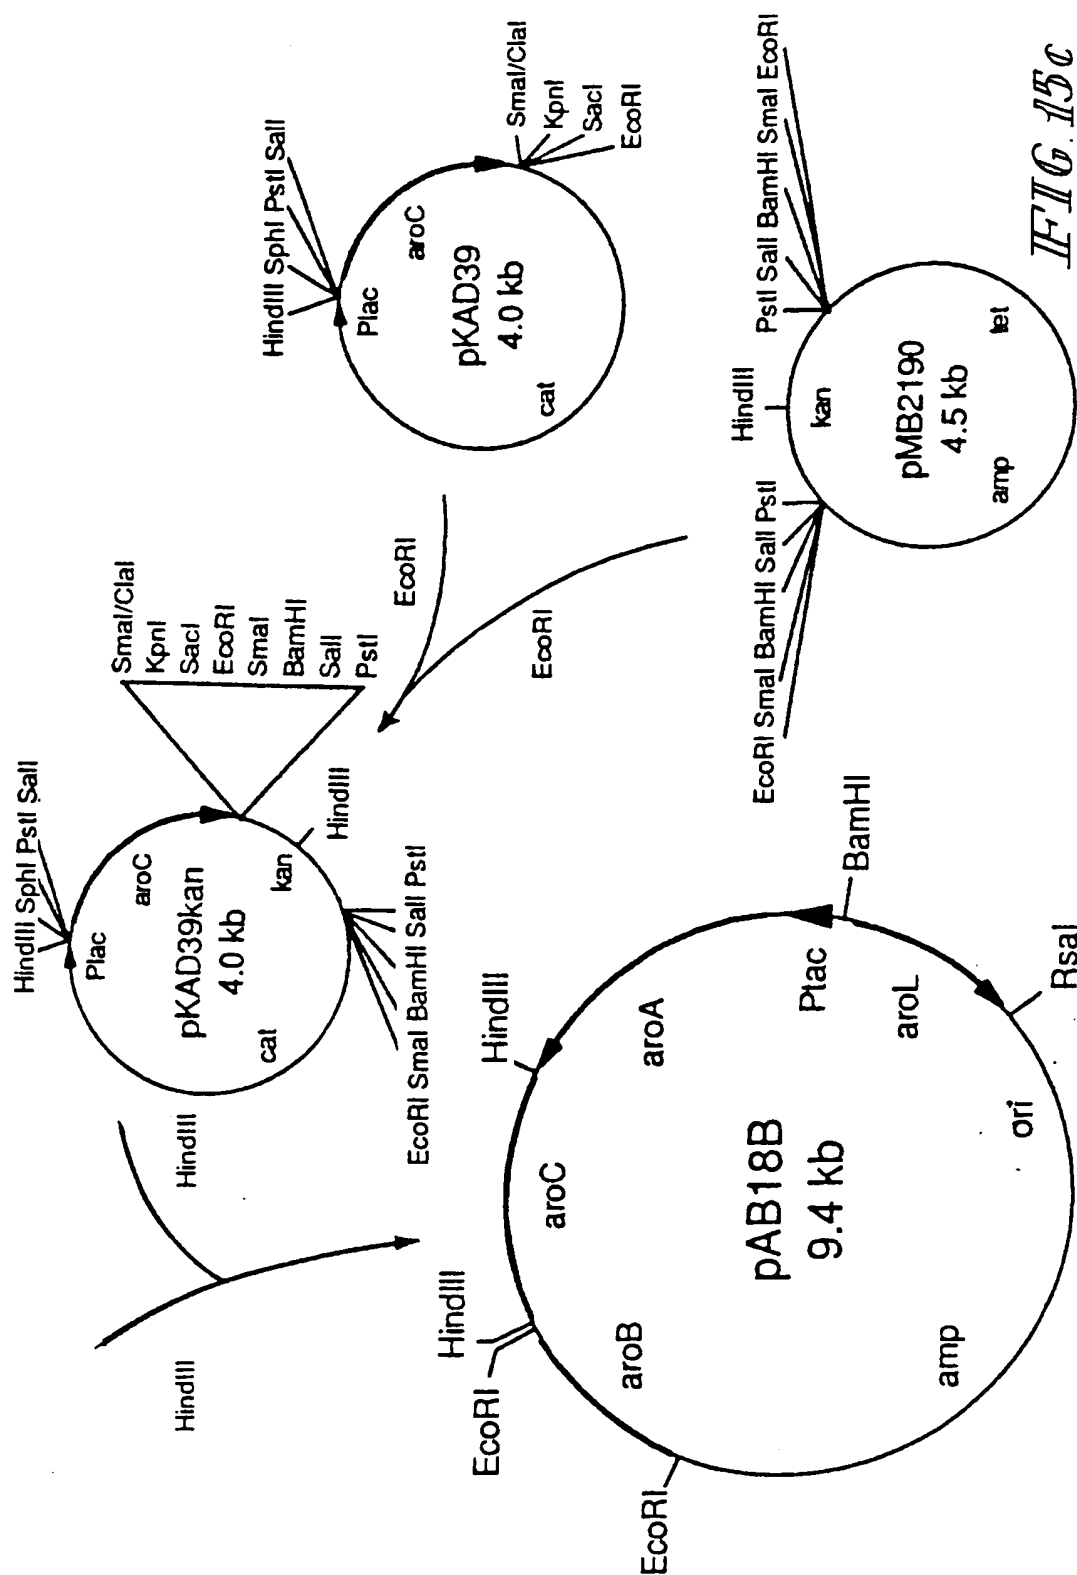 HindIII SphI PstI SalI
Plac
aroC
pKAD39
4.0 kb
cat
SmaI/ClaI
KpnI
SacI
EcoRI
PstI SalI BamHI SmaI EcoRI
HindIII
kan
EcoRI SmaI BamHI SalI PstI
pMB2190
4.5 kb
amp
tet
FIG. 15c
EcoRI
EcoRI
HindIII SphI PstI SalI
Plac
aroC
pKAD39kan
4.0 kb
cat
kan
SmaI/ClaI
KpnI
SacI
EcoRI
SmaI
BamHI
SalI
PstI
HindIII
EcoRI SmaI BamHI SalI PstI
HindIII
HindIII
HindIII
aroC
aroA
HindIII
EcoRI
aroB
EcoRI
pAB18B
9.4 kb
Ptac
BamHI
aroL
RsaI
ori
amp